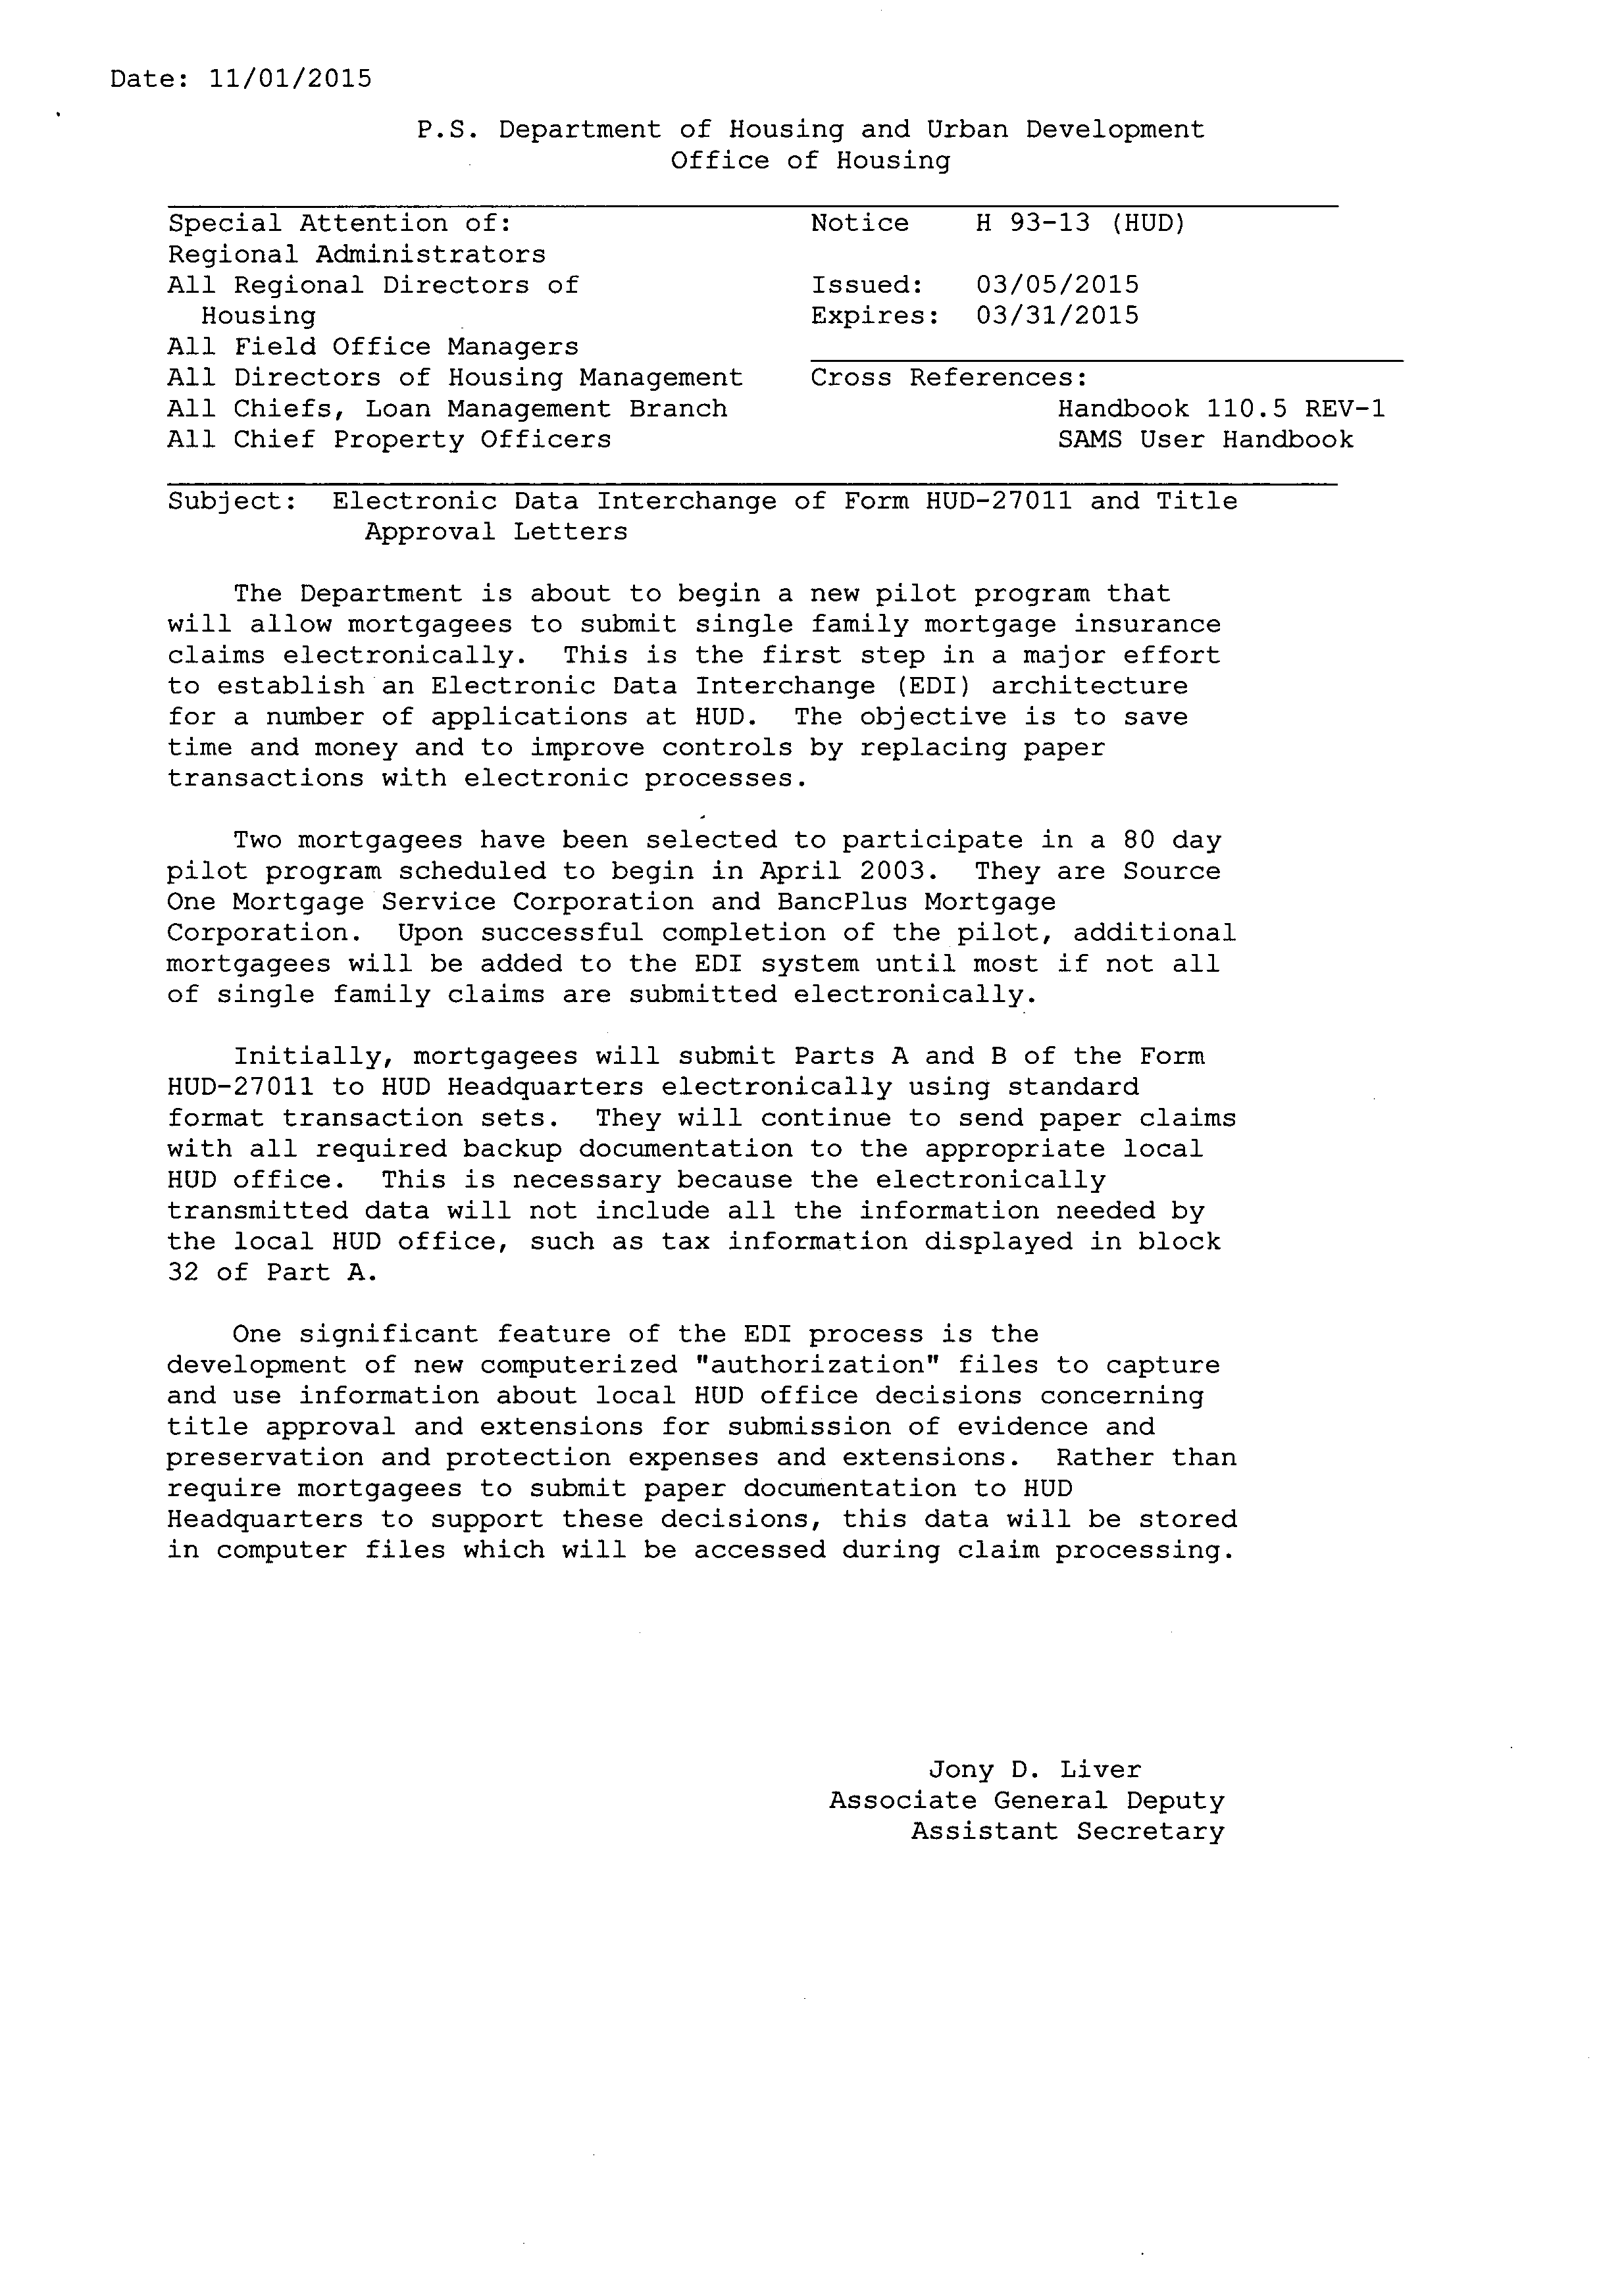 Date: 11/01/2015
P.S. Department of Housing and Urban Development
Office of Housing
Special Attention of: Notice H 93-13 (HUD)
Regional Administrators
All Regional Directors of Issued: 03/05/2015
Housing Expires: 03/31/2015
All Field Office Managers
All Directors of Housing Management Cross References:
All Chiefs, Loan Management Branch Handbook 110.5 REV-1
All Chief Property Officers SAMS User Handbook
Subject: Electronic Data Interchange of Form HUD-27011 and Title
Approval Letters
The Department is about to begin a new pilot program that
will allow mortgagees to submit single family mortgage insurance
claims electronically. This is the first step in a major effort
to establish an Electronic Data Interchange (EDI) architecture
for a number of applications at HUD. The objective is to save
time and money and to improve controls by replacing paper
transactions with electronic processes.
Two mortgagees have been selected to participate in a 80 day
pilot program scheduled to begin in April 2003. They are Source
One Mortgage Service Corporation and BancPlus Mortgage
Corporation. Upon successful completion of the pilot, additional
mortgagees will be added to the EDI system until most if not all
of single family claims are submitted electronically.
Initially, mortgagees will submit Parts A and B of the Form
HUD-27011 to HUD Headquarters electronically using standard
format transaction sets. They will continue to send paper claims
with all required backup documentation to the appropriate local
HUD office. This is necessary because the electronically
transmitted data will not include all the information needed by
the local HUD office, such as tax information displayed in block
32 of Part A.
One significant feature of the EDI process is the
development of new computerized "authorization" files to capture
and use information about local HUD office decisions concerning
title approval and extensions for submission of evidence and
preservation and protection expenses and extensions. Rather than
require mortgagees to submit paper documentation to HUD
Headquarters to support these decisions, this data will be stored
in computer files which will be accessed during claim processing.
Jony D. Liver
Associate General Deputy
Assistant Secretary